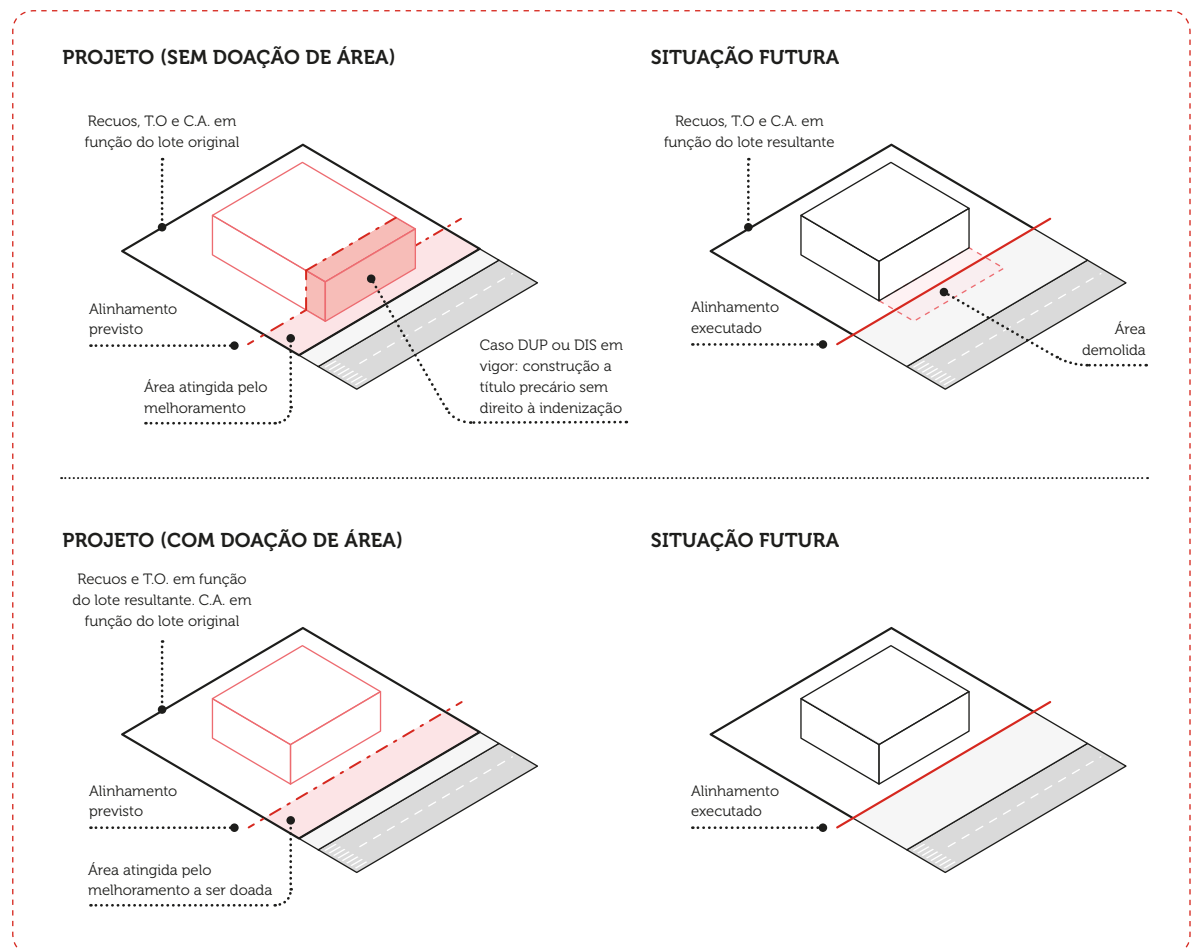 PROJETO (SEM DOAÇÃO DE ÁREA)
Recuos, T.O e C.A. em
função do lote original
Alinhamento
previsto
Área atingida pelo
melhoramento
Caso DUP ou DIS em
vigor: construção a
título precário sem
direito à indenização
SITUAÇÃO FUTURA
Recuos, T.O e C.A. em
função do lote resultante
Alinhamento
executado
Área
demolida
PROJETO (COM DOAÇÃO DE ÁREA)
Recuos e T.O. em função
do lote resultante. C.A. em
função do lote original
Alinhamento
previsto
Área atingida pelo
melhoramento a ser doada
SITUAÇÃO FUTURA
Alinhamento
executado